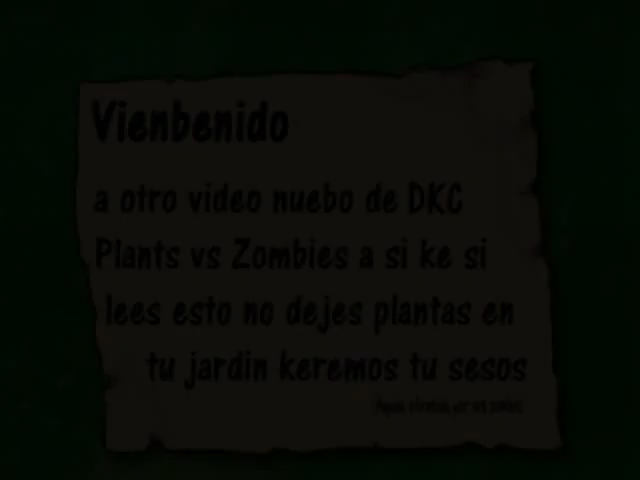 Vienbenido
a otro video nuebo de DKC
Plants vs Zombies a si ke si
lees esto no dejes plantas en
tu jardin keremos tu sesos